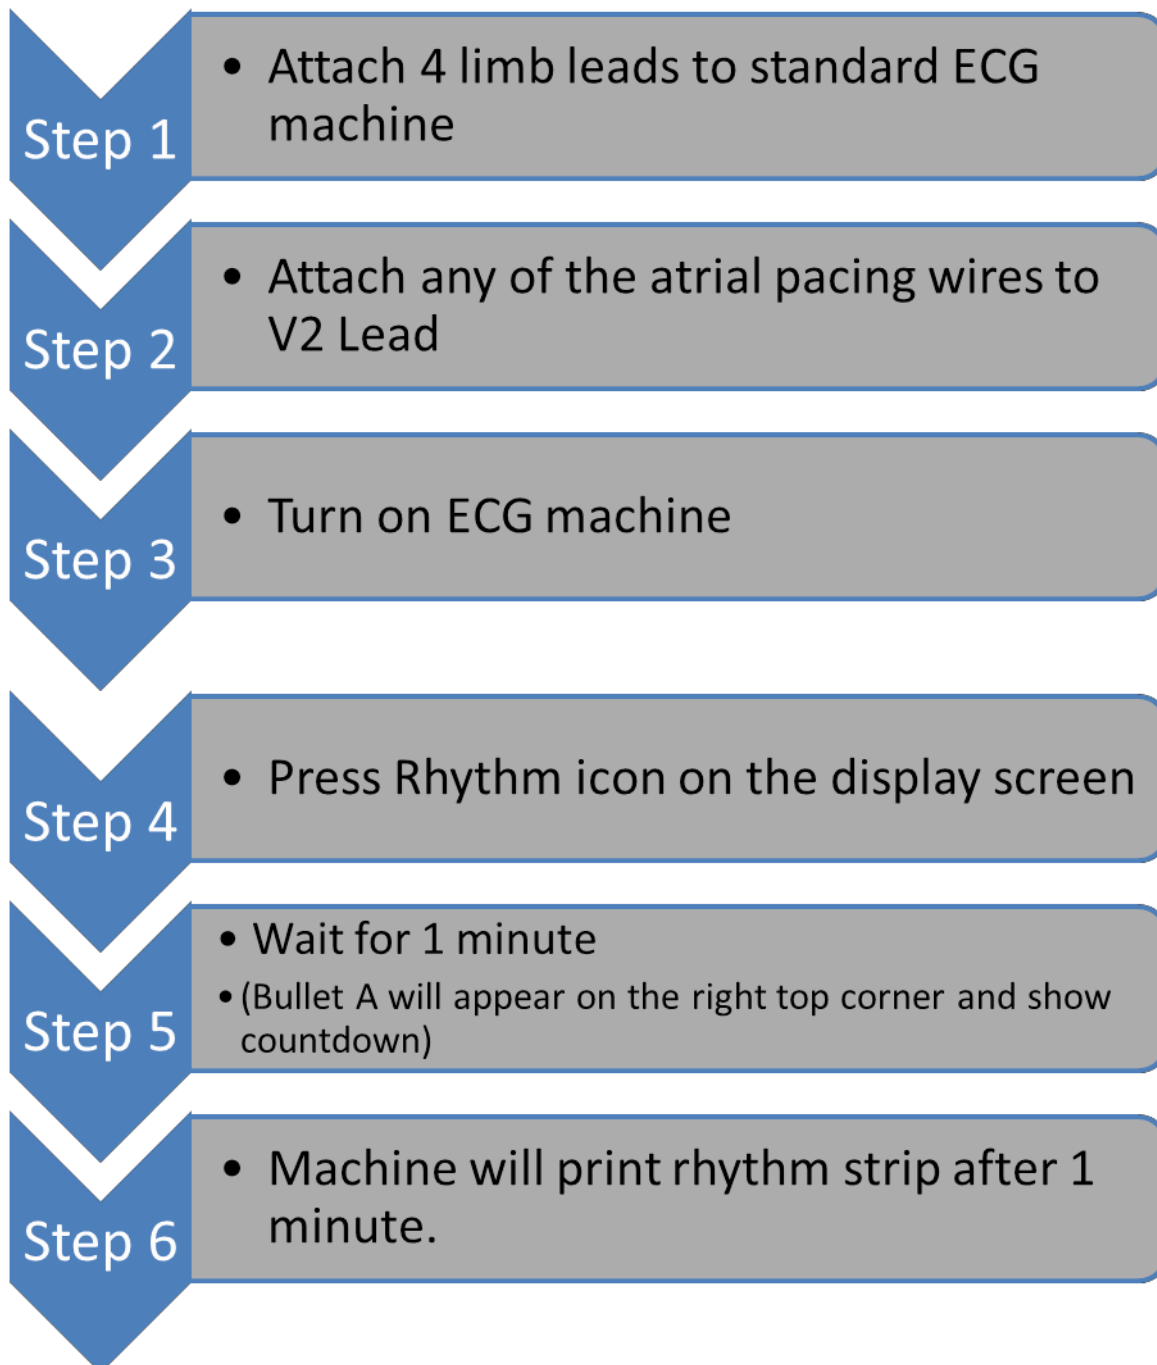 Step 1
• Attach 4 limb leads to standard ECG
machine
Step 2
• Attach any of the atrial pacing wires to
V2 Lead
Step 3
• Turn on ECG machine
Step 4
• Press Rhythm icon on the display screen
Step 5
• Wait for 1 minute
• (Bullet A will appear on the right top corner and show
countdown)
Step 6
• Machine will print rhythm strip after 1
minute.